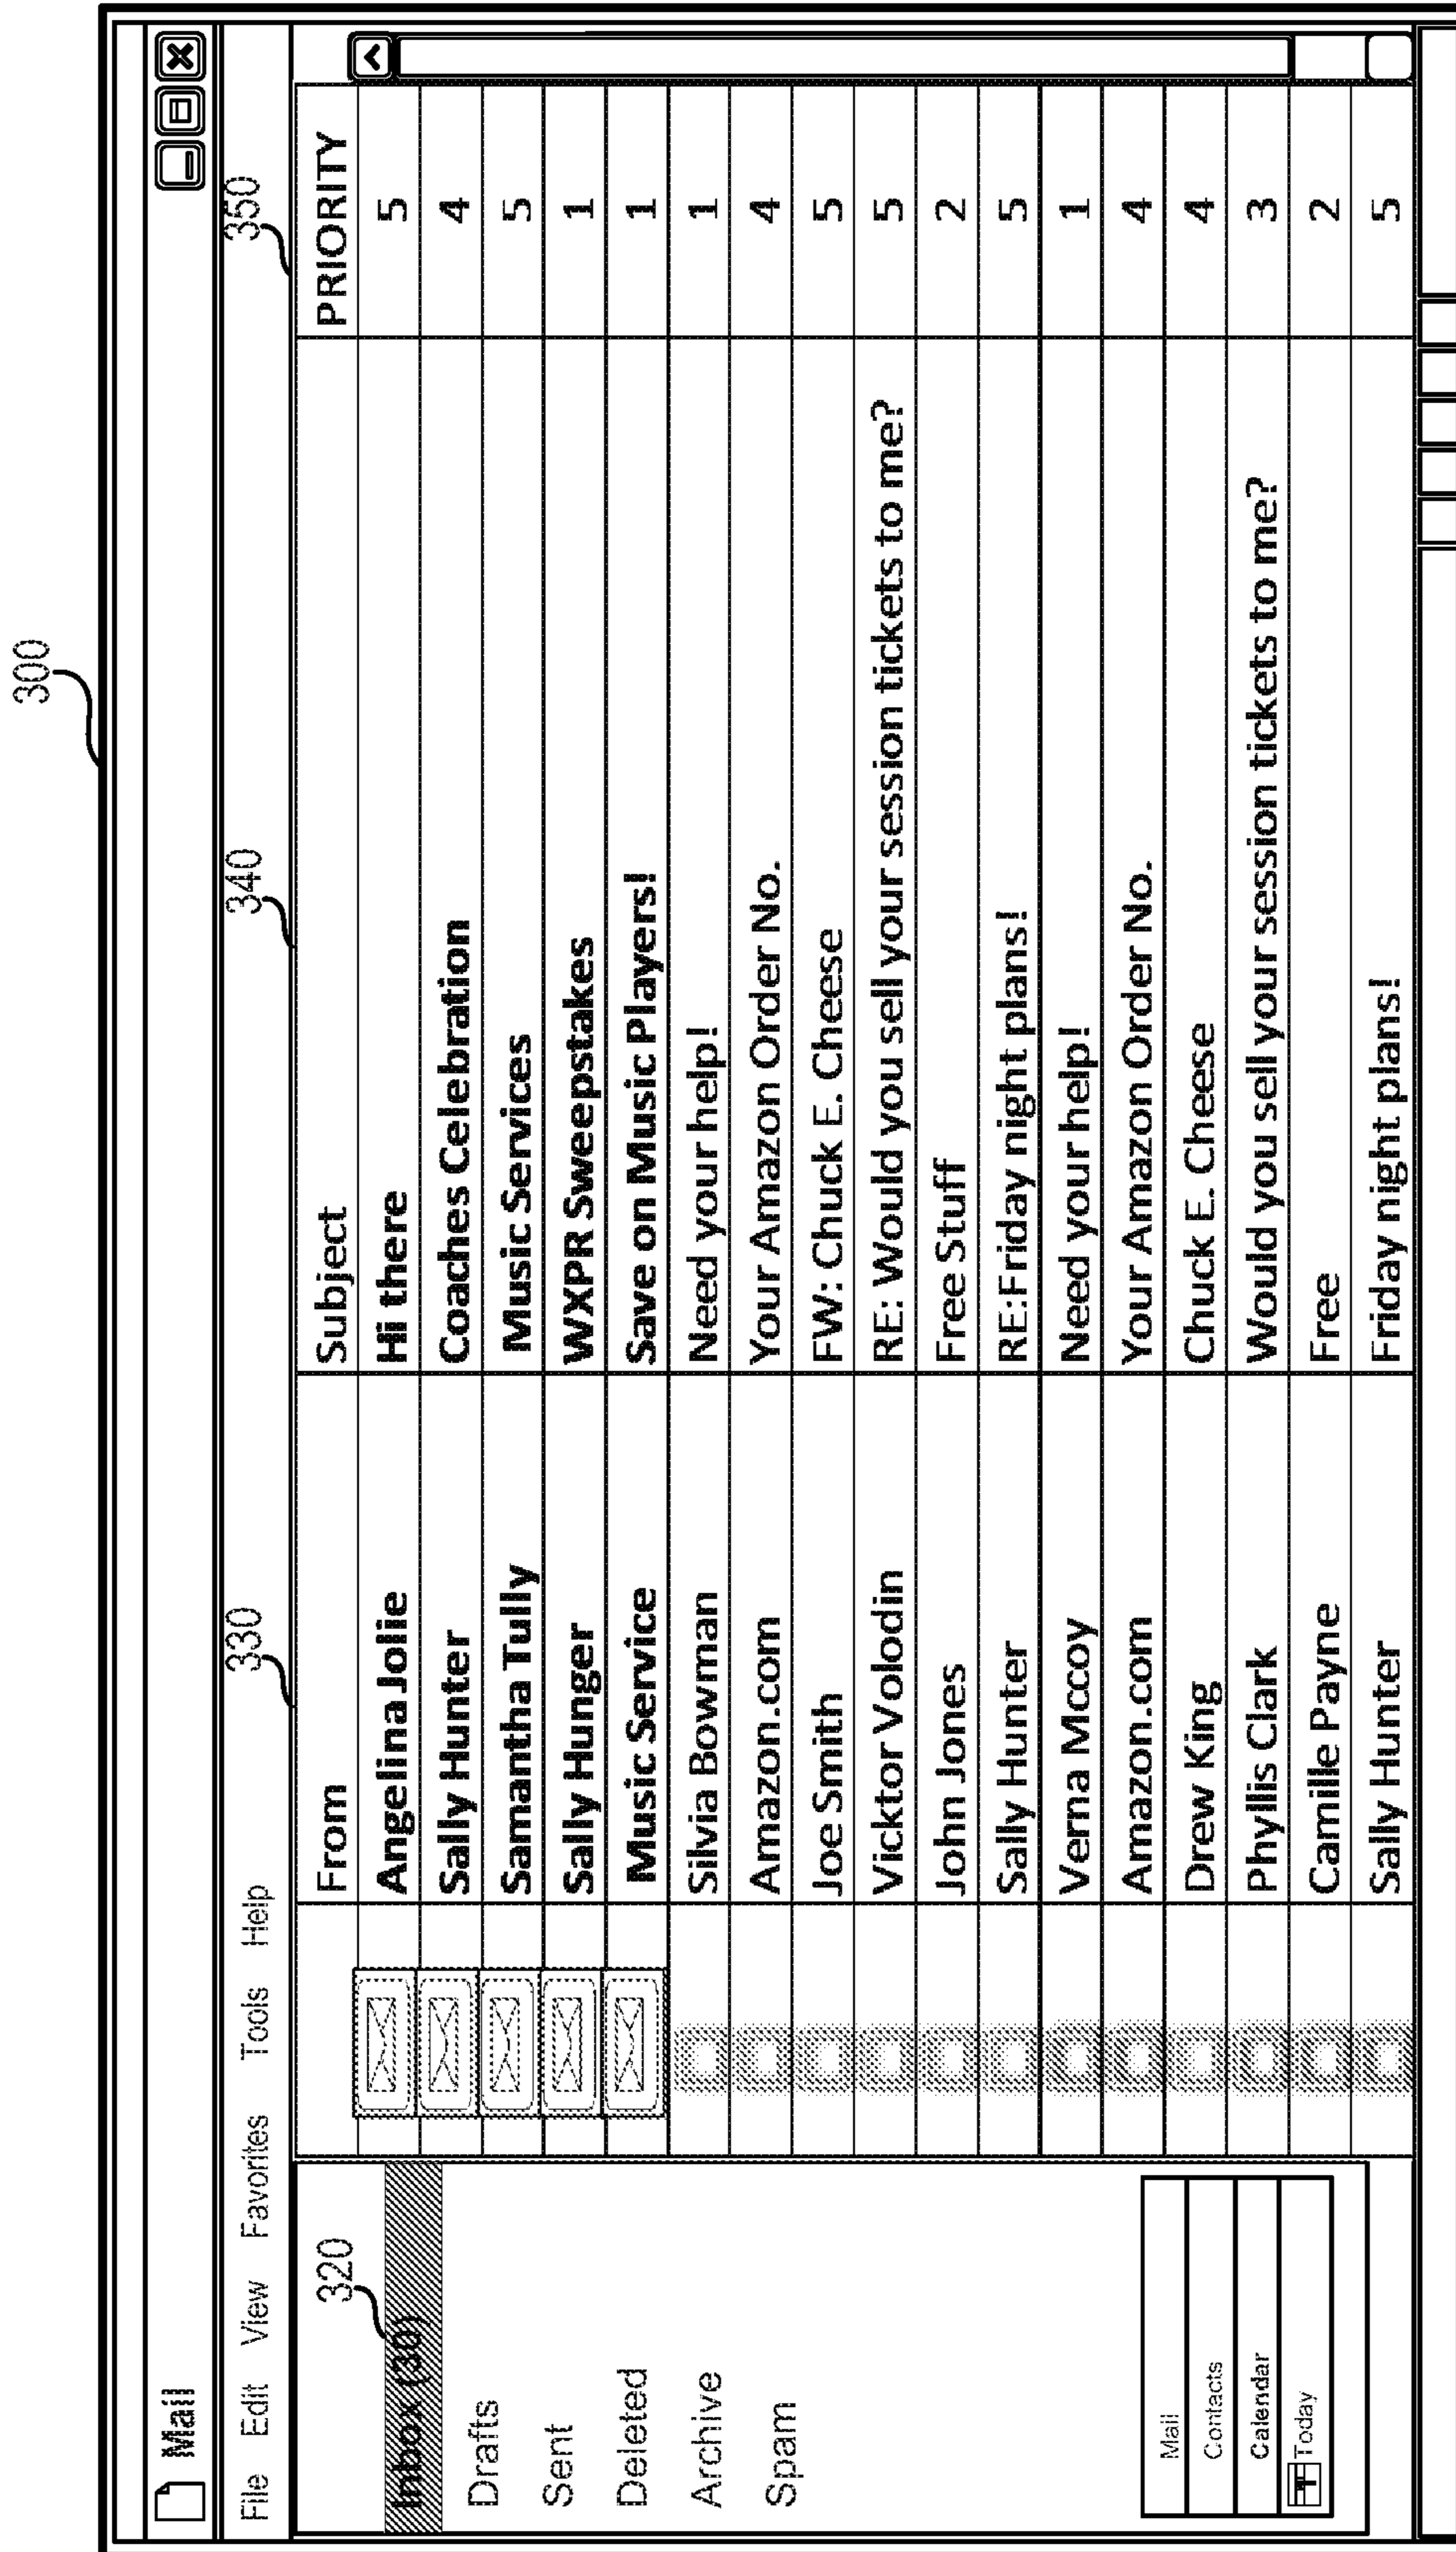 300
Mail
File Edit View Favorites Tools Help
330 340 350
320
Inbox (30)
Drafts
Sent
Deleted
Archive
Spam
Mail
Contacts
Calendar
Today
From Subject PRIORITY
Angelina Jolie Hi there 5
Sally Hunter Coaches Celebration 4
Samantha Tully Music Services 5
Sally Hunger WXPR Sweepstakes 1
Music Service Save on Music Players! 1
Silvia Bowman Need your help! 1
Amazon.com Your Amazon Order No. 4
Joe Smith FW: Chuck E. Cheese 5
Vicktor Volodin RE: Would you sell your session tickets to me? 5
John Jones Free Stuff 2
Sally Hunter RE:Friday night plans! 5
Verna Mccoy Need your help! 1
Amazon.com Your Amazon Order No. 4
Drew King Chuck E. Cheese 4
Phyllis Clark Would you sell your session tickets to me? 3
Camille Payne Free 2
Sally Hunter Friday night plans! 5